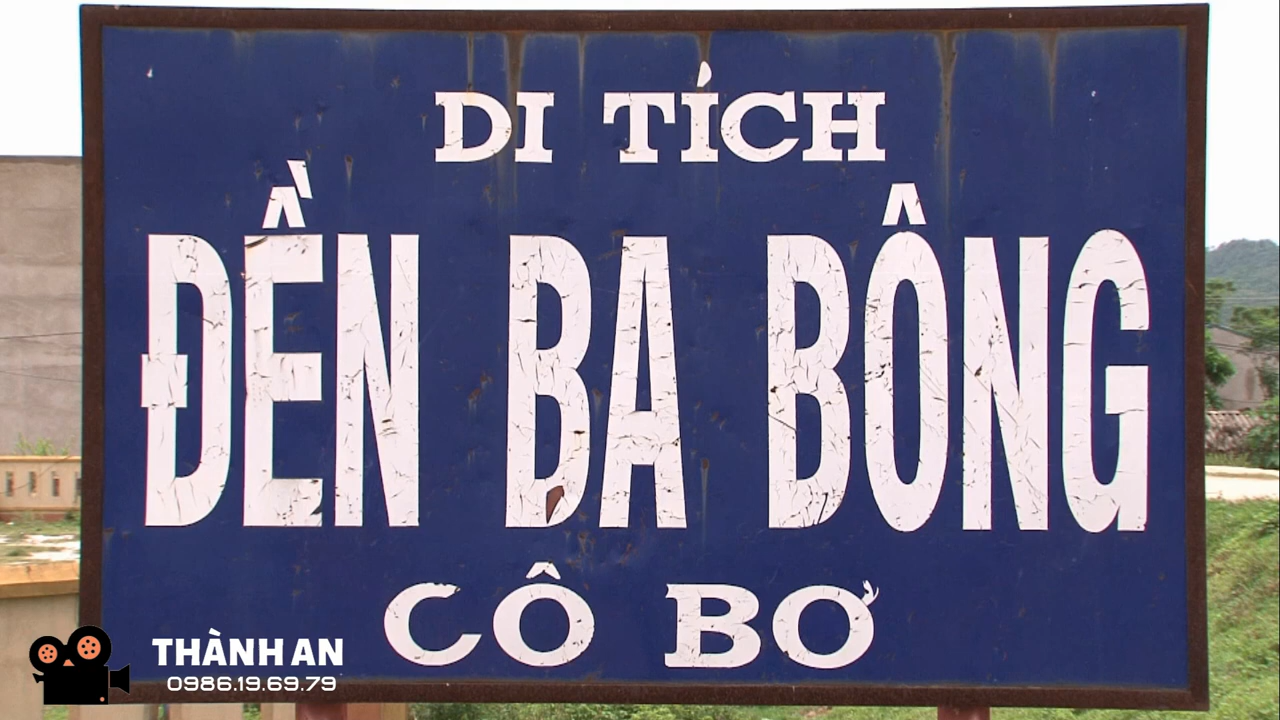 DI TÍCH
ĐỀN BA BÔNG
CÔ BƠ
THÀNH AN
0986.19.69.79